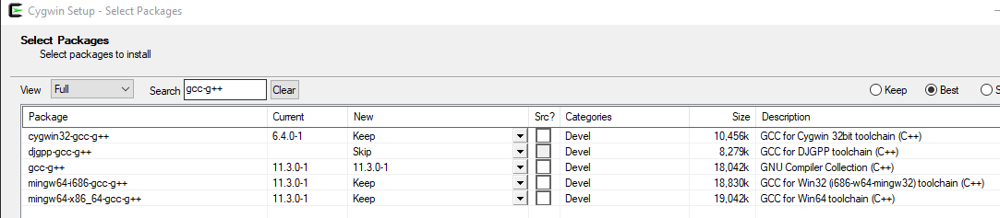 Cygwin Setup - Select Packages
Select Packages
Select packages to install
View Full Search gcc-g++ Clear Keep Best
Package Current New Src? Categories Size Description
cygwin32-gcc-g++ 6.4.0-1 Keep Devel 10,456k GCC for Cygwin 32bit toolchain (C++)
djgpp-gcc-g++ Skip Devel 8,279k GCC for DJGPP toolchain (C++)
gcc-g++ 11.3.0-1 11.3.0-1 Devel 18,042k GNU Compiler Collection (C++)
mingw64-i686-gcc-g++ 11.3.0-1 Keep Devel 18,830k GCC for Win32 (i686-w64-mingw32) toolchain (C++)
mingw64-x86_64-gcc-g++ 11.3.0-1 Keep Devel 19,042k GCC for Win64 toolchain (C++)